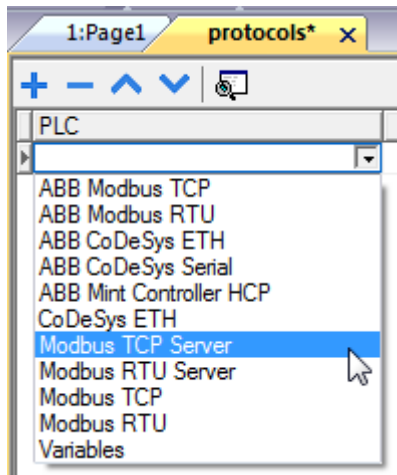 1:Page1 protocols*
PLC
ABB Modbus TCP
ABB Modbus RTU
ABB CoDeSys ETH
ABB CoDeSys Serial
ABB Mint Controller HCP
CoDeSys ETH
Modbus TCP Server
Modbus RTU Server
Modbus TCP
Modbus RTU
Variables